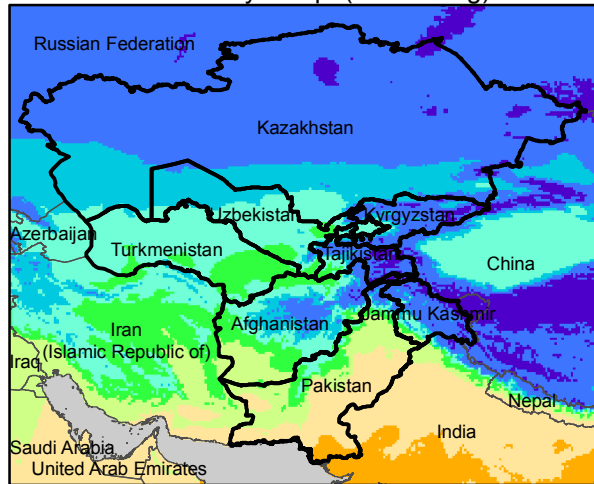 Russian Federation
Kazakhstan
Uzbekistan
Kyrgyzstan
Azerbaijan
Turkmenistan
Tajikistan
China
Iran
(Islamic Republic of)
Afghanistan
Jammu Kashmir
Iraq
Pakistan
Nepal
India
Saudi Arabia
United Arab Emirates